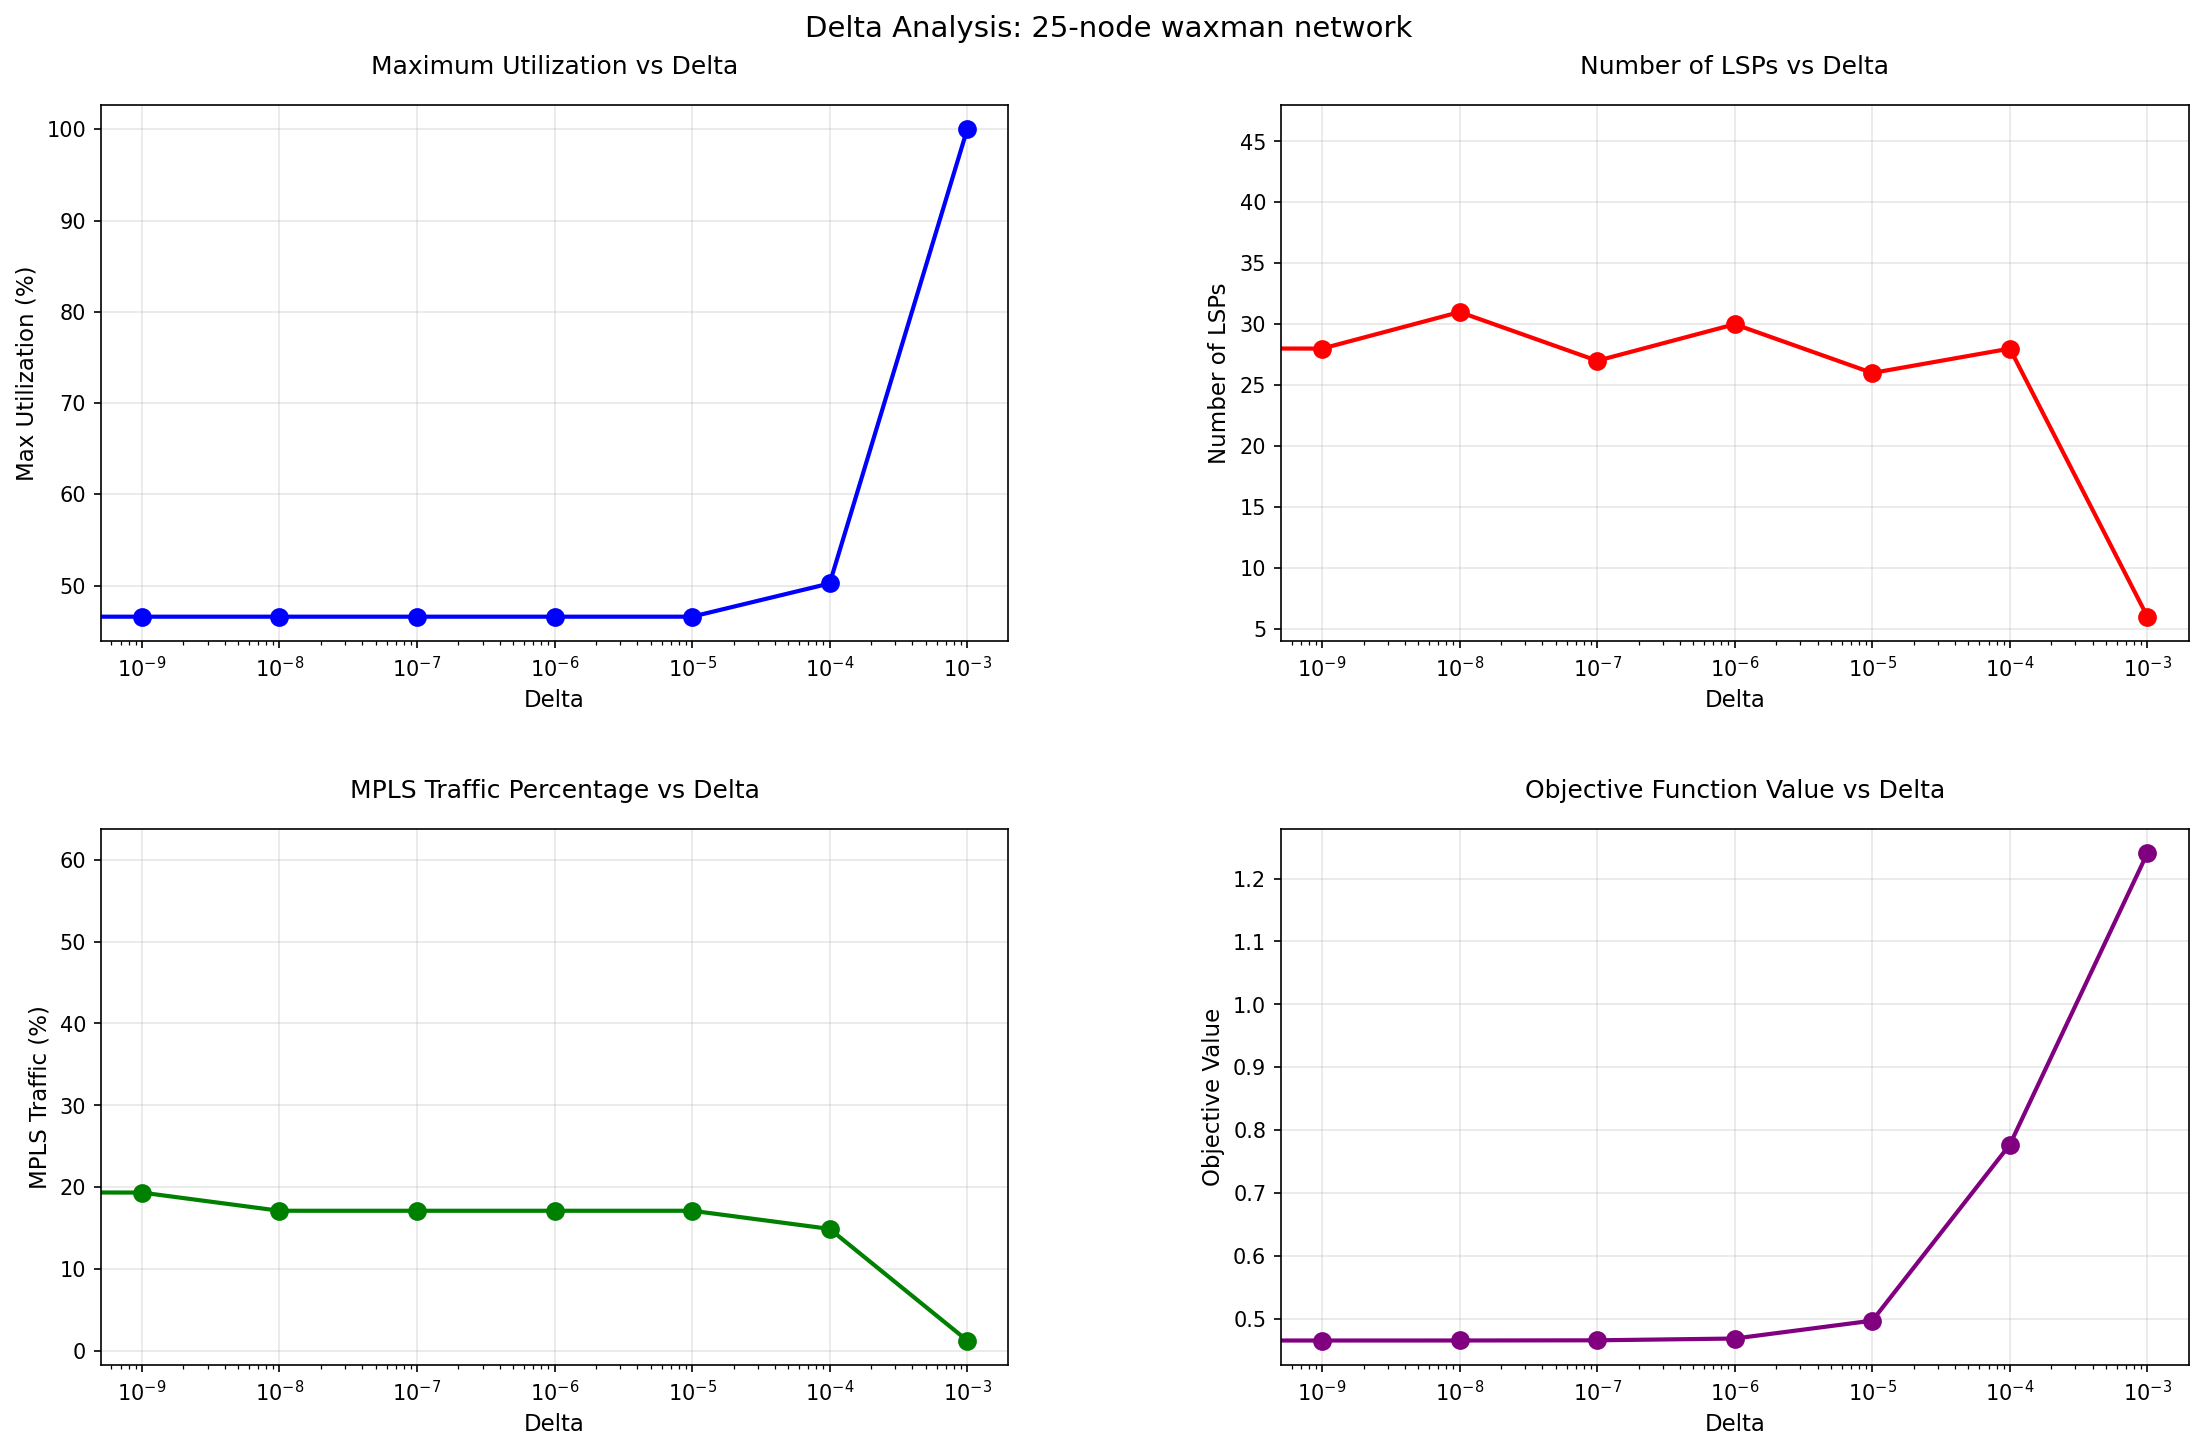 Delta Analysis: 25-node waxman network
Maximum Utilization vs Delta
Max Utilization (%)
100
90
80
70
60
50
10⁻⁹ 10⁻⁸ 10⁻⁷ 10⁻⁶ 10⁻⁵ 10⁻⁴ 10⁻³
Delta
Number of LSPs vs Delta
Number of LSPs
45
40
35
30
25
20
15
10
5
10⁻⁹ 10⁻⁸ 10⁻⁷ 10⁻⁶ 10⁻⁵ 10⁻⁴ 10⁻³
Delta
MPLS Traffic Percentage vs Delta
MPLS Traffic (%)
60
50
40
30
20
10
0
10⁻⁹ 10⁻⁸ 10⁻⁷ 10⁻⁶ 10⁻⁵ 10⁻⁴ 10⁻³
Delta
Objective Function Value vs Delta
Objective Value
1.2
1.1
1.0
0.9
0.8
0.7
0.6
0.5
10⁻⁹ 10⁻⁸ 10⁻⁷ 10⁻⁶ 10⁻⁵ 10⁻⁴ 10⁻³
Delta